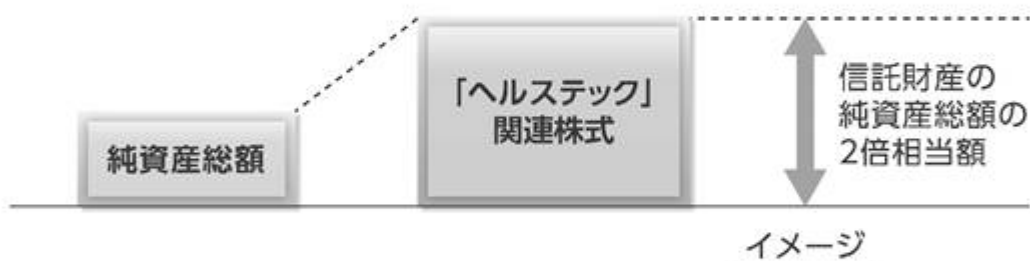 純資産総額
「ヘルステック」
関連株式
信託財産の
純資産総額の
2倍相当額
イメージ